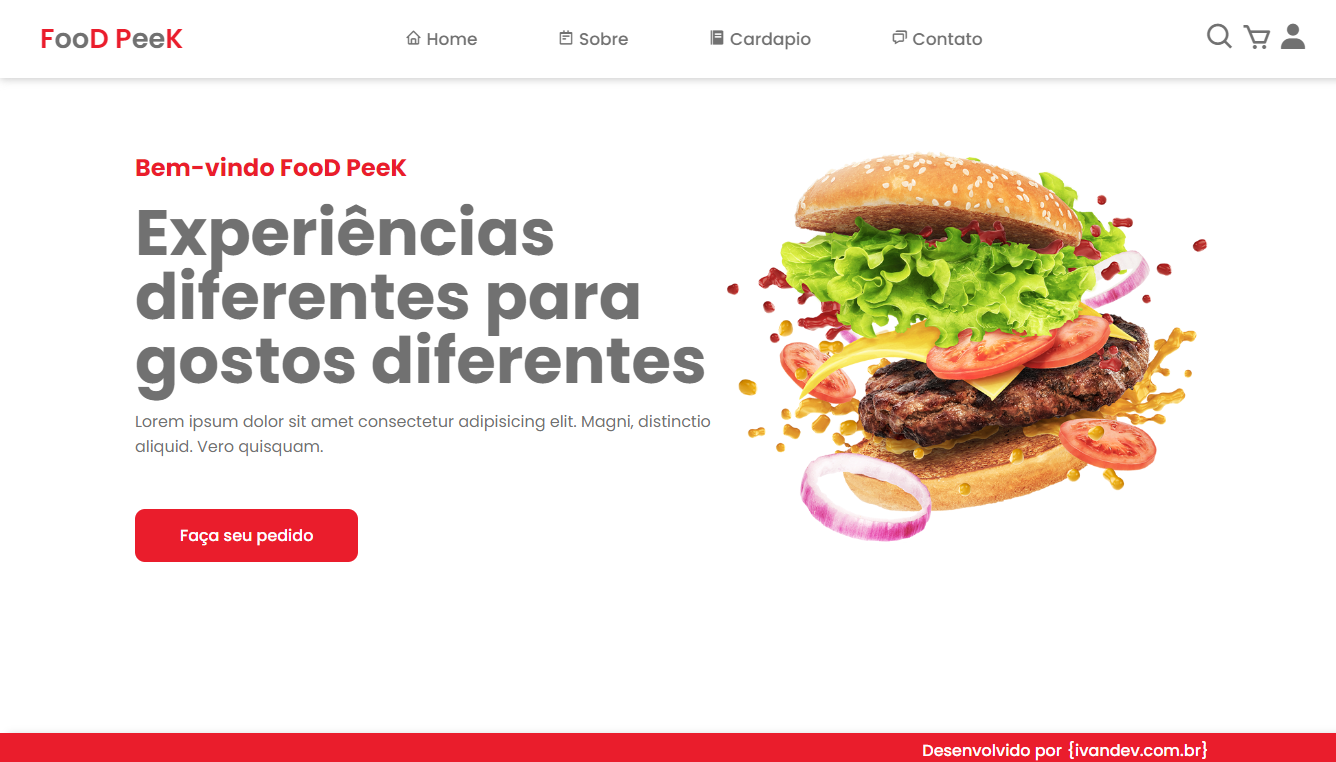 FooD PeeK
Home
Sobre
Cardapio
Contato
Bem-vindo FooD PeeK
Experiências
diferentes para
gostos diferentes
Lorem ipsum dolor sit amet consectetur adipisicing elit. Magni, distinctio
aliquid. Vero quisquam.
Faça seu pedido
Desenvolvido por {ivandev.com.br}